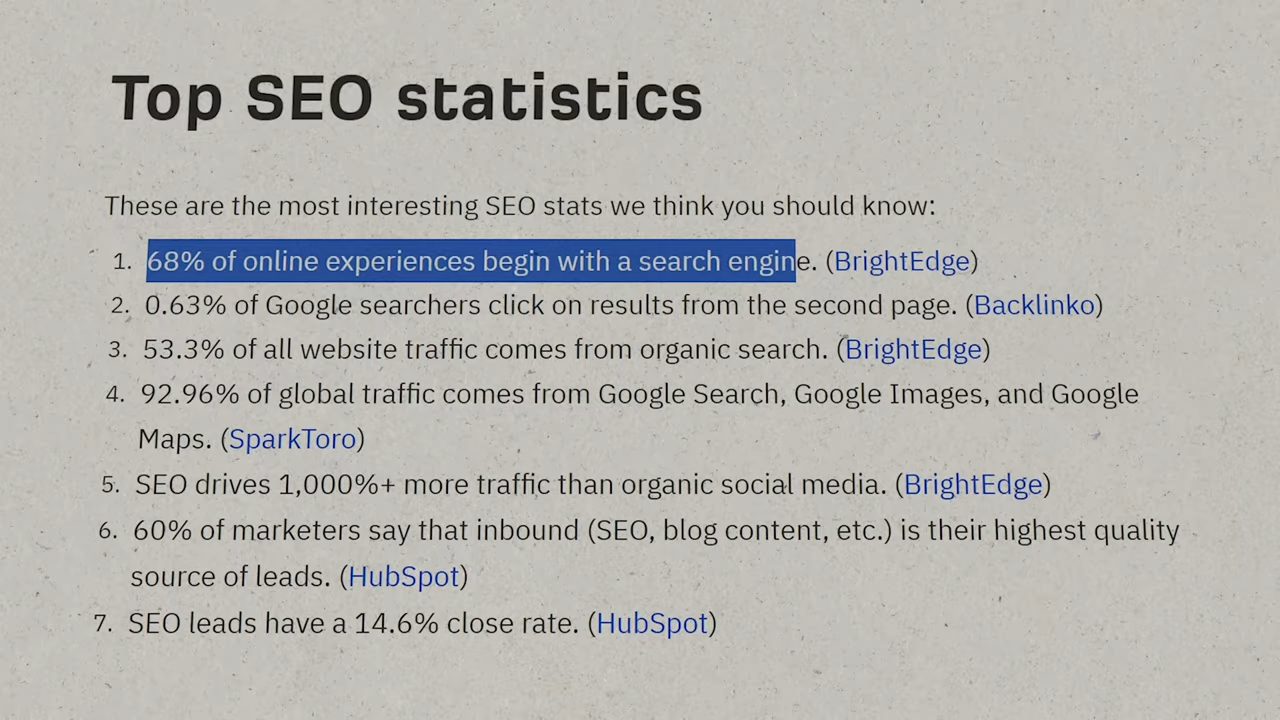 Top SEO statistics
These are the most interesting SEO stats we think you should know:
1. 68% of online experiences begin with a search engine. (BrightEdge)
2. 0.63% of Google searchers click on results from the second page. (Backlinko)
3. 53.3% of all website traffic comes from organic search. (BrightEdge)
4. 92.96% of global traffic comes from Google Search, Google Images, and Google
Maps. (SparkToro)
5. SEO drives 1,000%+ more traffic than organic social media. (BrightEdge)
6. 60% of marketers say that inbound (SEO, blog content, etc.) is their highest quality
source of leads. (HubSpot)
7. SEO leads have a 14.6% close rate. (HubSpot)